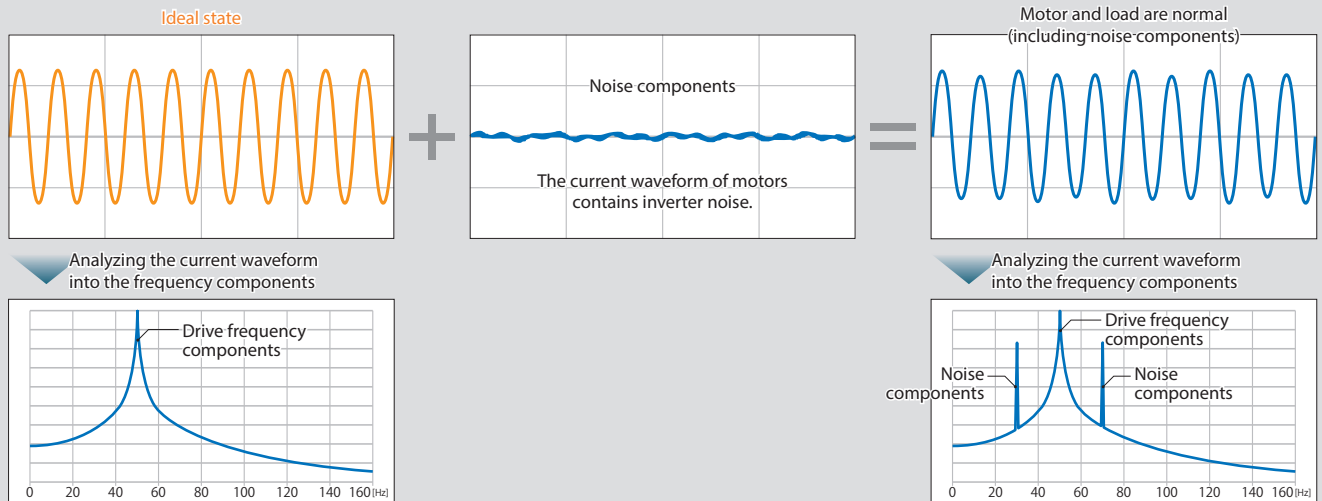 Ideal state
Noise components
The current waveform of motors
contains inverter noise.
Motor and load are normal
(including noise components)
Analyzing the current waveform
into the frequency components
Analyzing the current waveform
into the frequency components
Drive frequency
components
0 20 40 60 80 100 120 140 160 [Hz]
Drive frequency
components
Noise
components
Noise
components
0 20 40 60 80 100 120 140 160 [Hz]